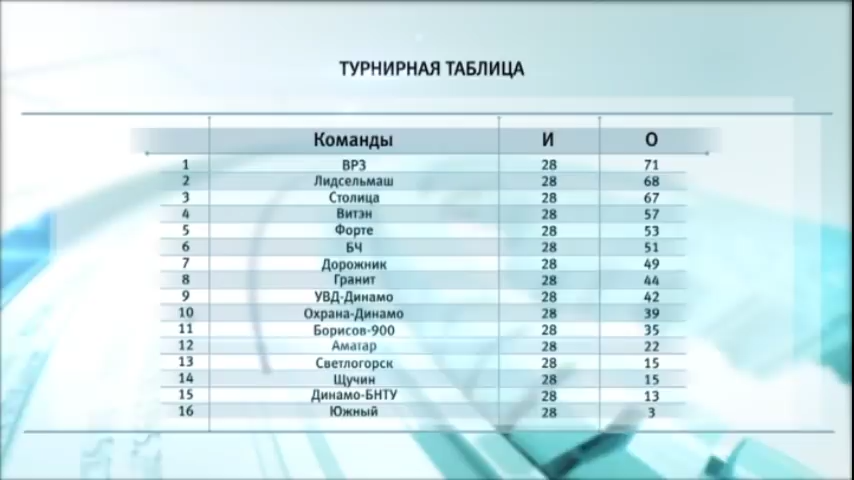 ТУРНИРНАЯ ТАБЛИЦА
Команды И О
1 ВРЗ 28 71
2 Лидсельмаш 28 68
3 Столица 28 67
4 Витэн 28 57
5 Форте 28 53
6 БЧ 28 51
7 Дорожник 28 49
8 Гранит 28 44
9 УВД-Динамо 28 42
10 Охрана-Динамо 28 39
11 Борисов-900 28 35
12 Аматар 28 22
13 Светлогорск 28 15
14 Щучин 28 15
15 Динамо-БНТУ 28 13
16 Южный 28 3